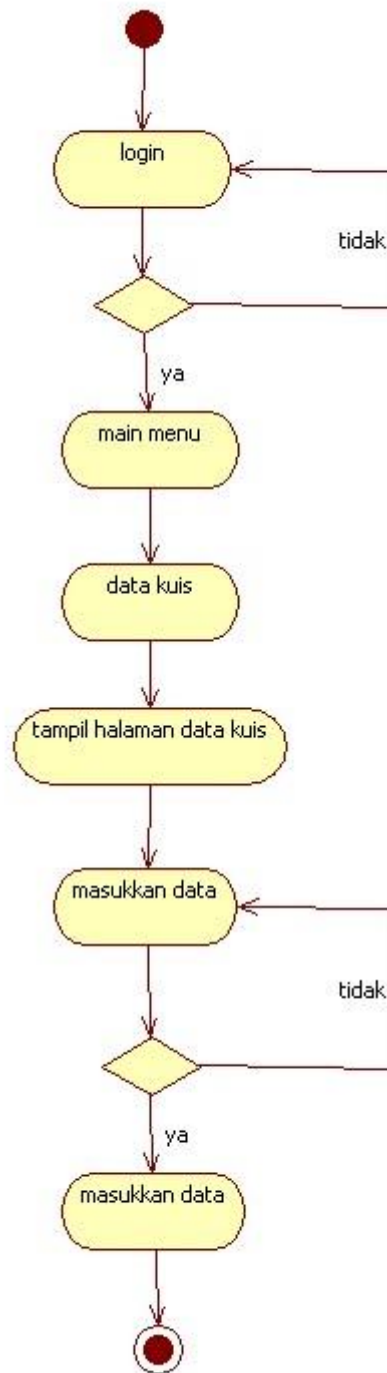 login
tidak
ya
main menu
data kuis
tampil halaman data kuis
masukkan data
tidak
ya
masukkan data